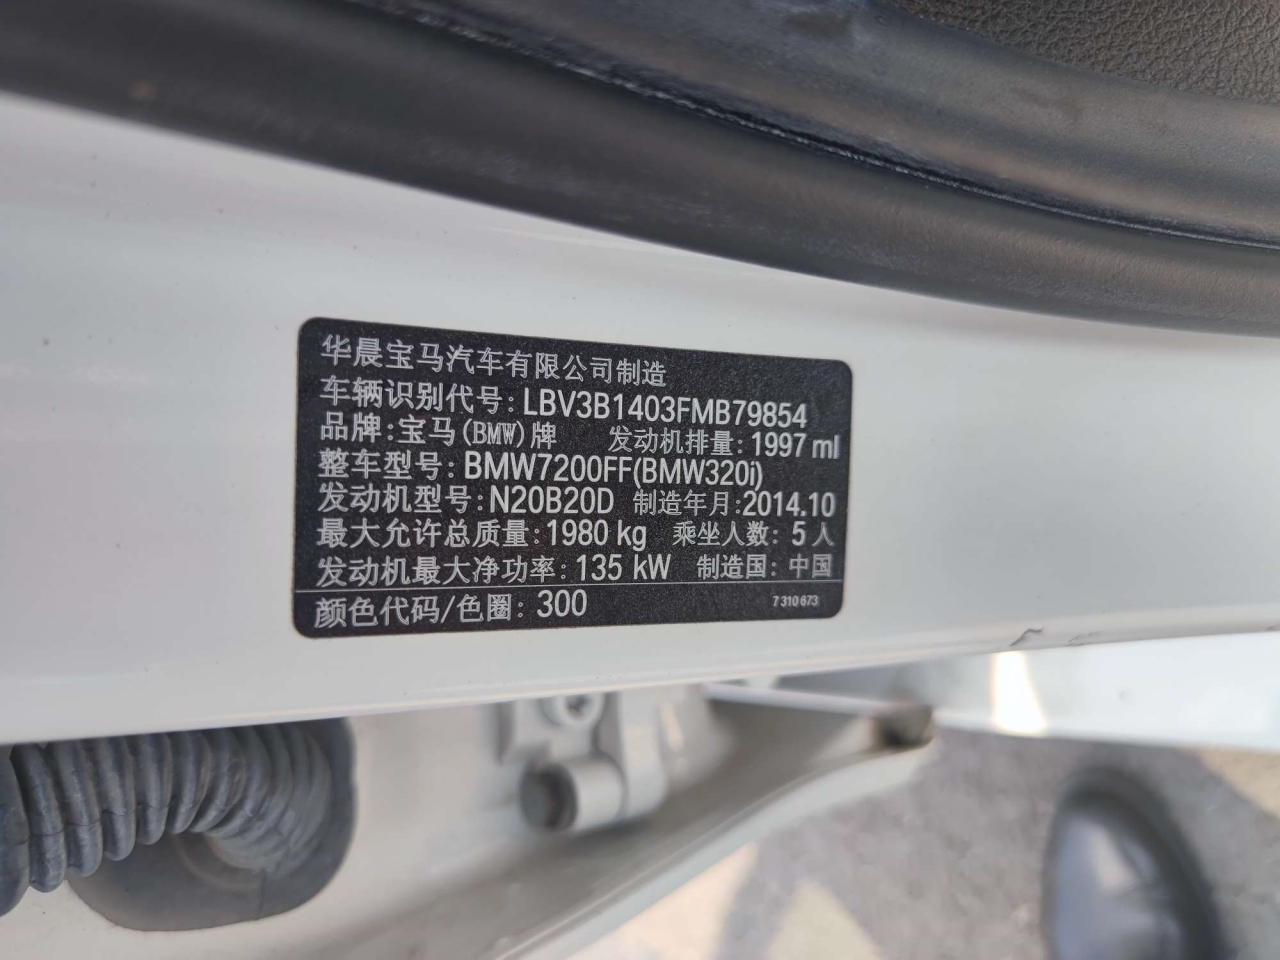 华晨宝马汽车有限公司制造
车辆识别代号: LBV3B1403FMB79854
品牌:宝马(BMW)牌 发动机排量: 1997 ml
整车型号: BMW7200FF(BMW320i)
发动机型号: N20B20D 制造年月:2014.10
最大允许总质量: 1980 kg 乘坐人数: 5 人
发动机最大净功率: 135 kW 制造国: 中国
颜色代码/色圈: 300 7 310 673